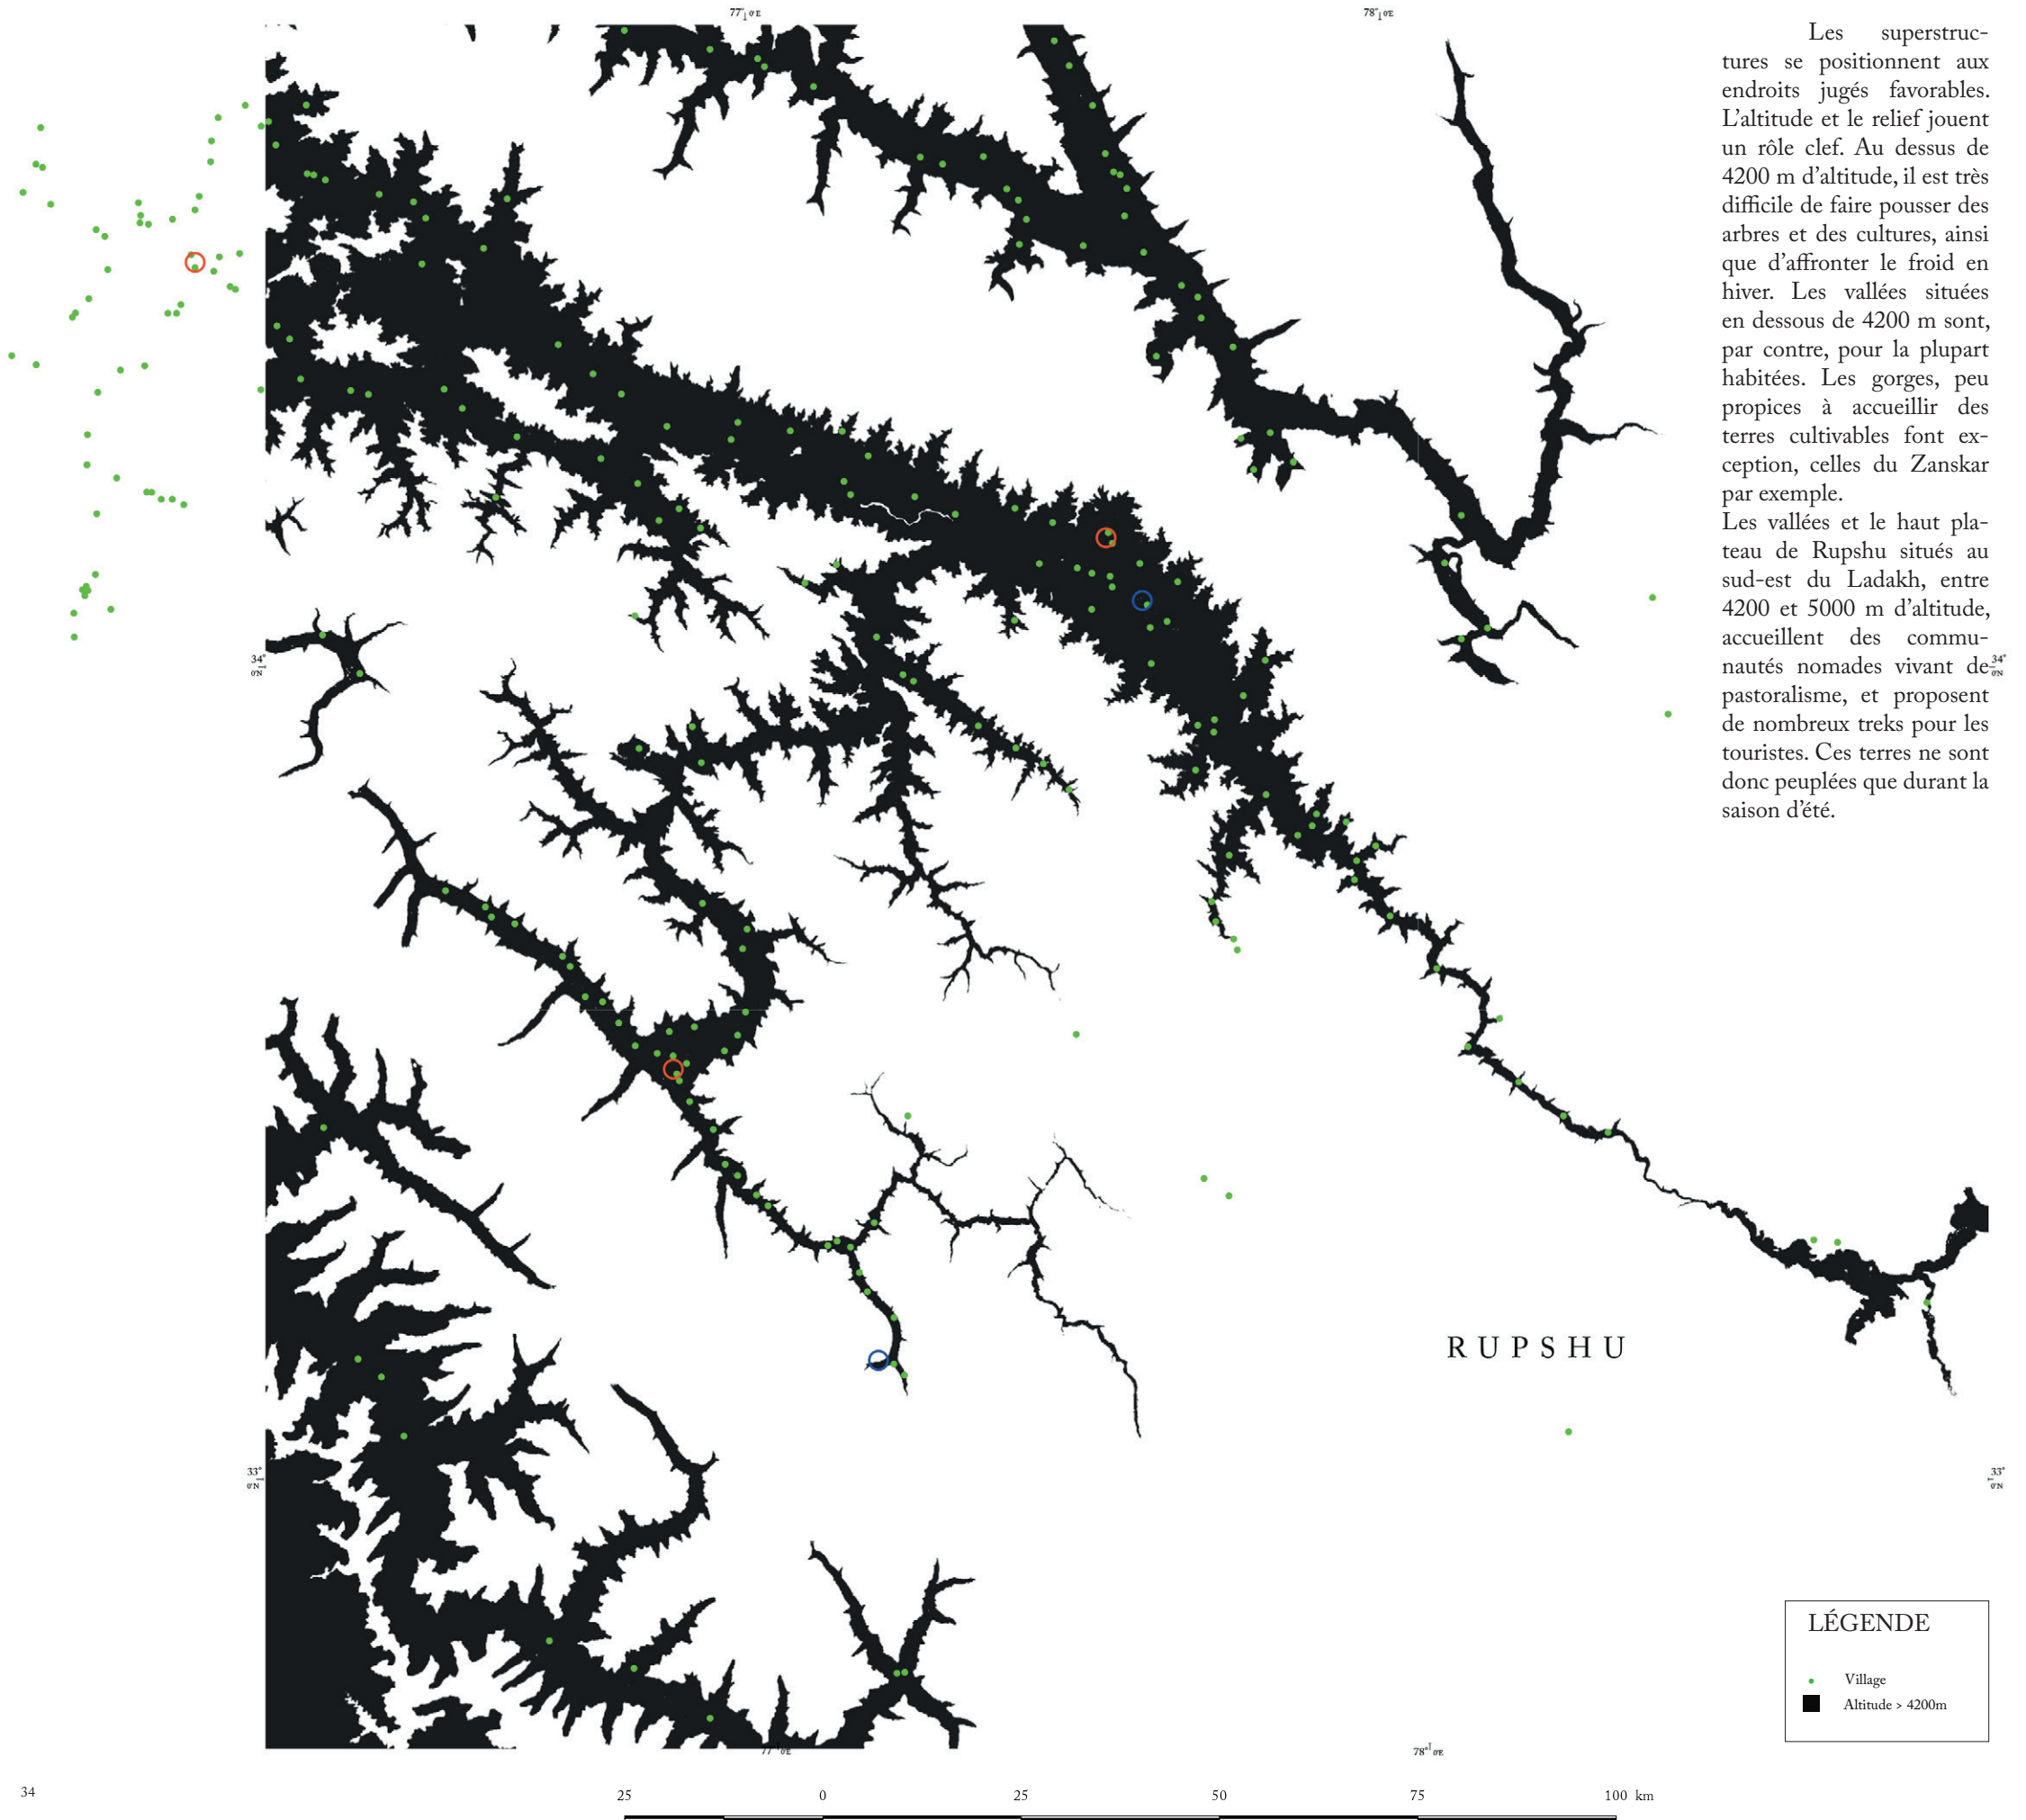 77° 0'E
78° 0'E
Les superstruc-
tures se positionnent aux
endroits jugés favorables.
L'altitude et le relief jouent
un rôle clef. Au dessus de
4200 m d'altitude, il est très
difficile de faire pousser des
arbres et des cultures, ainsi
que d'affronter le froid en
hiver. Les vallées situées
en dessous de 4200 m sont,
par contre, pour la plupart
habitées. Les gorges, peu
propices à accueillir des
terres cultivables font ex-
ception, celles du Zanskar
par exemple.
Les vallées et le haut pla-
teau de Rupshu situés au
sud-est du Ladakh, entre
4200 et 5000 m d'altitude,
accueillent des commu-
nautés nomades vivant de
pastoralisme, et proposent
de nombreux treks pour les
touristes. Ces terres ne sont
donc peuplées que durant la
saison d'été.
34°
0'N
34°
0'N
RUPSHU
33°
0'N
33°
0'N
LÉGENDE
Village
Altitude > 4200m
77° 0'E
78° 0'E
34
25 0 25 50 75 100 km